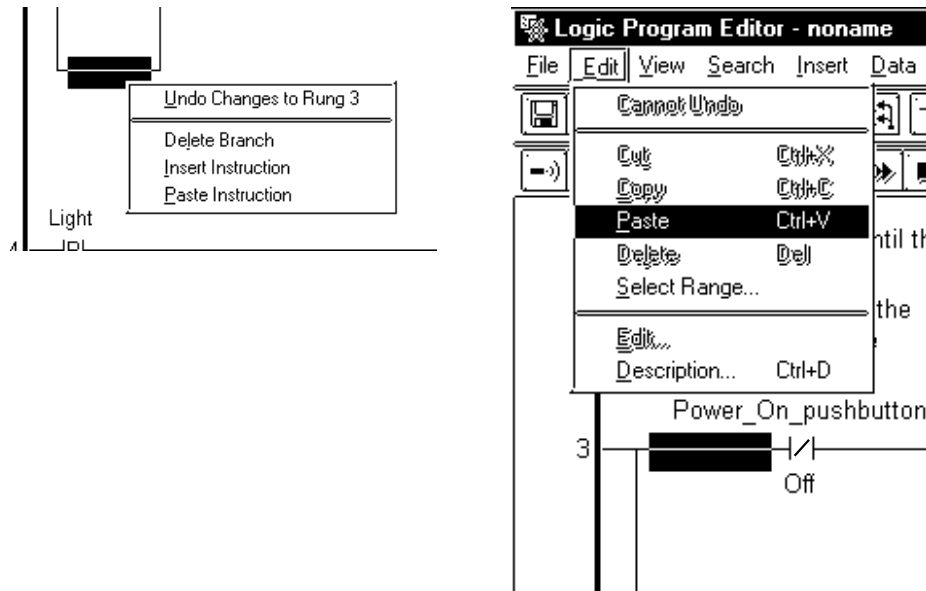 Undo Changes to Rung 3
Delete Branch
Insert Instruction
Paste Instruction
Light
Logic Program Editor - noname
File Edit View Search Insert Data
Cannot Undo
Cut Ctrl+X
Copy Ctrl+C
Paste Ctrl+V
Delete Del
Select Range...
Edit...
Description... Ctrl+D
ntil th
the
Power_On_pushbutton
3
Off